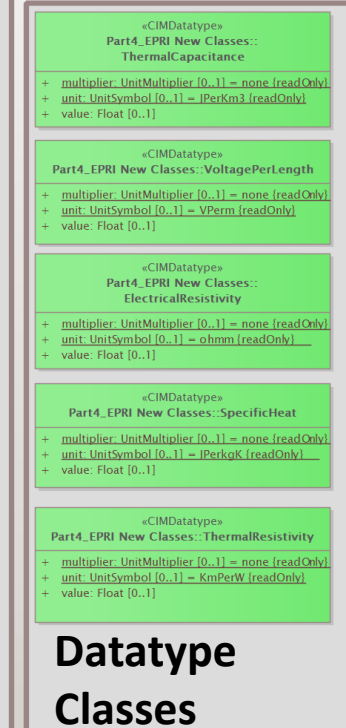 «CIMDatatype»
Part4_EPRI New Classes::
ThermalCapacitance
+ multiplier: UnitMultiplier [0..1] = none {readOnly}
+ unit: UnitSymbol [0..1] = JPerKm3 {readOnly}
+ value: Float [0..1]
«CIMDatatype»
Part4_EPRI New Classes::VoltagePerLength
+ multiplier: UnitMultiplier [0..1] = none {readOnly}
+ unit: UnitSymbol [0..1] = VPerm {readOnly}
+ value: Float [0..1]
«CIMDatatype»
Part4_EPRI New Classes::
ElectricalResistivity
+ multiplier: UnitMultiplier [0..1] = none {readOnly}
+ unit: UnitSymbol [0..1] = ohmm {readOnly}
+ value: Float [0..1]
«CIMDatatype»
Part4_EPRI New Classes::SpecificHeat
+ multiplier: UnitMultiplier [0..1] = none {readOnly}
+ unit: UnitSymbol [0..1] = JPerkgK {readOnly}
+ value: Float [0..1]
«CIMDatatype»
Part4_EPRI New Classes::ThermalResistivity
+ multiplier: UnitMultiplier [0..1] = none {readOnly}
+ unit: UnitSymbol [0..1] = KmPerW {readOnly}
+ value: Float [0..1]
Datatype
Classes